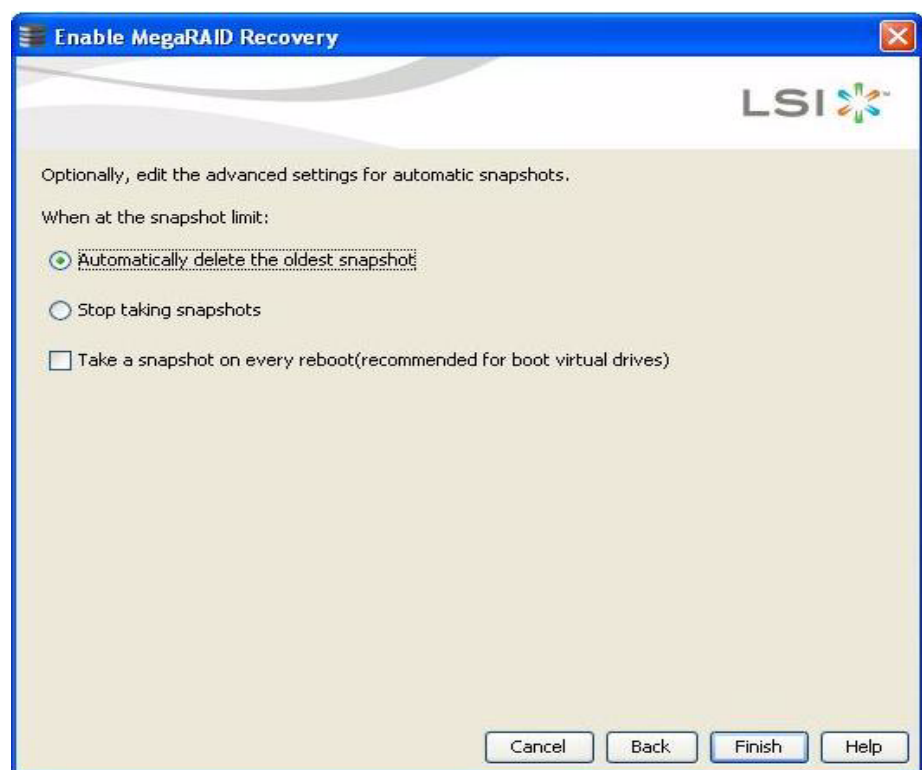 Enable MegaRAID Recovery
LSI
Optionally, edit the advanced settings for automatic snapshots.
When at the snapshot limit:
Automatically delete the oldest snapshot
Stop taking snapshots
Take a snapshot on every reboot(recommended for boot virtual drives)
Cancel Back Finish Help